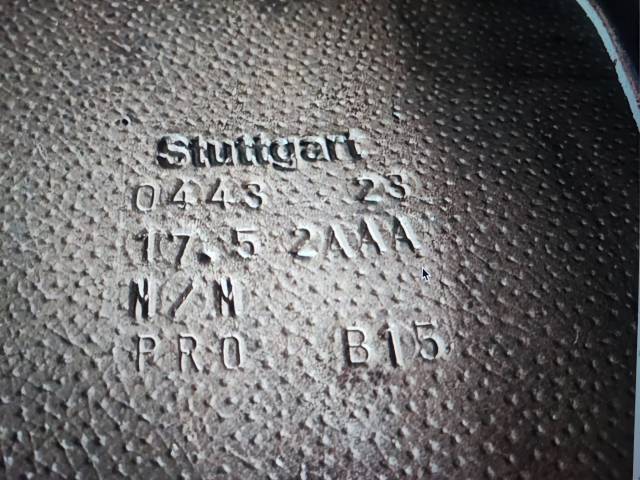 Stuttgart
0443 23
17.5 2AAA
N/N
PRO B15